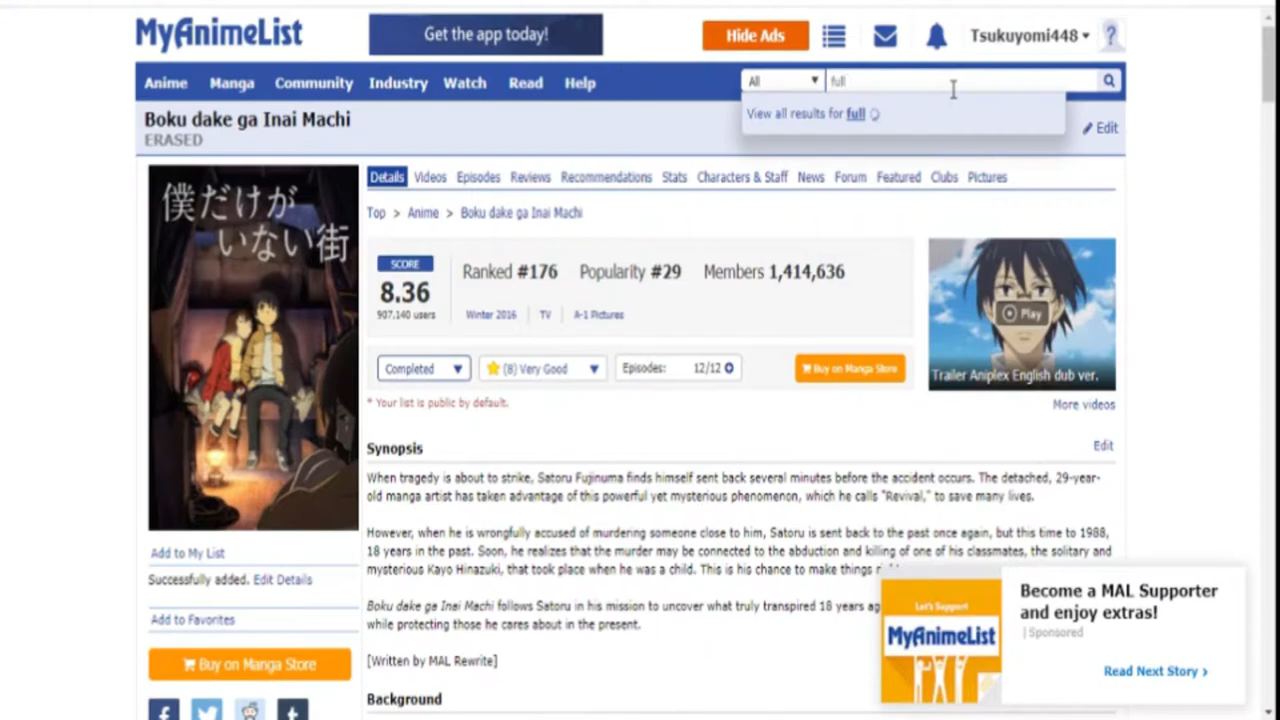 MyAnimeList
Get the app today!
Hide Ads
Tsukuyomi448
?
Anime Manga Community Industry Watch Read Help
All
full
View all results for full
Boku dake ga Inai Machi
ERASED
Edit
僕だけが
いない街
Details Videos Episodes Reviews Recommendations Stats Characters & Staff News Forum Featured Clubs Pictures
Top > Anime > Boku dake ga Inai Machi
SCORE
8.36
907,140 users
Ranked #176 Popularity #29 Members 1,414,636
Winter 2016 TV A-1 Pictures
Play
Trailer Aniplex English dub ver.
Completed
(8) Very Good
Episodes: 12/12
Buy on Manga Store
* Your list is public by default.
More videos
Synopsis
Edit
When tragedy is about to strike, Satoru Fujinuma finds himself sent back several minutes before the accident occurs. The detached, 29-year-
old manga artist has taken advantage of this powerful yet mysterious phenomenon, which he calls "Revival," to save many lives.
However, when he is wrongfully accused of murdering someone close to him, Satoru is sent back to the past once again, but this time to 1988,
18 years in the past. Soon, he realizes that the murder may be connected to the abduction and killing of one of his classmates, the solitary and
mysterious Kayo Hinazuki, that took place when he was a child. This is his chance to make things
Boku dake ga Inai Machi follows Satoru in his mission to uncover what truly transpired 18 years
while protecting those he cares about in the present.
[Written by MAL Rewrite]
Background
Add to My List
Successfully added. Edit Details
Add to Favorites
Buy on Manga Store
f
t
Let's Support
MyAnimeList
Become a MAL Supporter
and enjoy extras!
| Sponsored
Read Next Story >